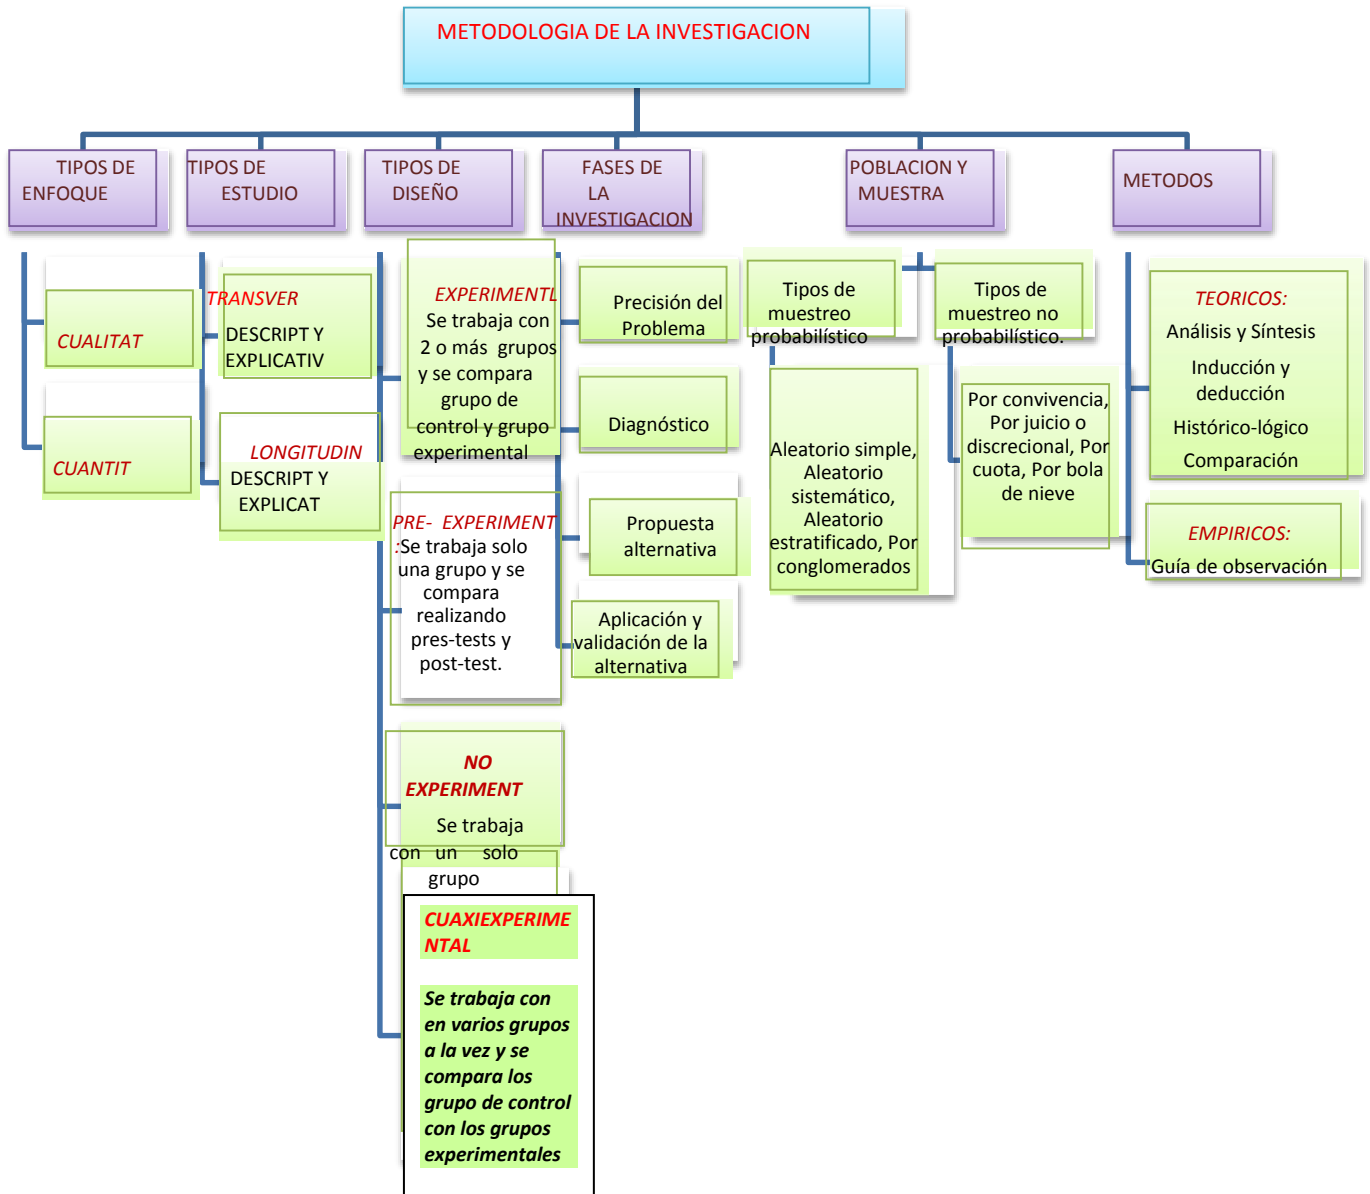 METODOLOGIA DE LA INVESTIGACION
TIPOS DE
ENFOQUE
TIPOS DE
ESTUDIO
TIPOS DE
DISEÑO
FASES DE
LA
INVESTIGACION
POBLACION Y
MUESTRA
METODOS
CUALITAT
CUANTIT
TRANSVER
DESCRIPT Y
EXPLICATIV
LONGITUDIN
DESCRIPT Y
EXPLICAT
EXPERIMENTL
Se trabaja con
2 o más grupos
y se compara
grupo de
control y grupo
experimental
PRE- EXPERIMENT
:Se trabaja solo
una grupo y se
compara
realizando
pres-tests y
post-test.
NO
EXPERIMENT
Se trabaja
con un solo
grupo
CUAXIEXPERIME
NTAL
Se trabaja con
en varios grupos
a la vez y se
compara los
grupo de control
con los grupos
experimentales
Precisión del
Problema
Diagnóstico
Propuesta
alternativa
Aplicación y
validación de la
alternativa
Tipos de
muestreo
probabilístico
Aleatorio simple,
Aleatorio
sistemático,
Aleatorio
estratificado, Por
conglomerados
Tipos de
muestreo no
probabilístico.
Por convivencia,
Por juicio o
discrecional, Por
cuota, Por bola
de nieve
TEORICOS:
Análisis y Síntesis
Inducción y
deducción
Histórico-lógico
Comparación
EMPIRICOS:
Guía de observación